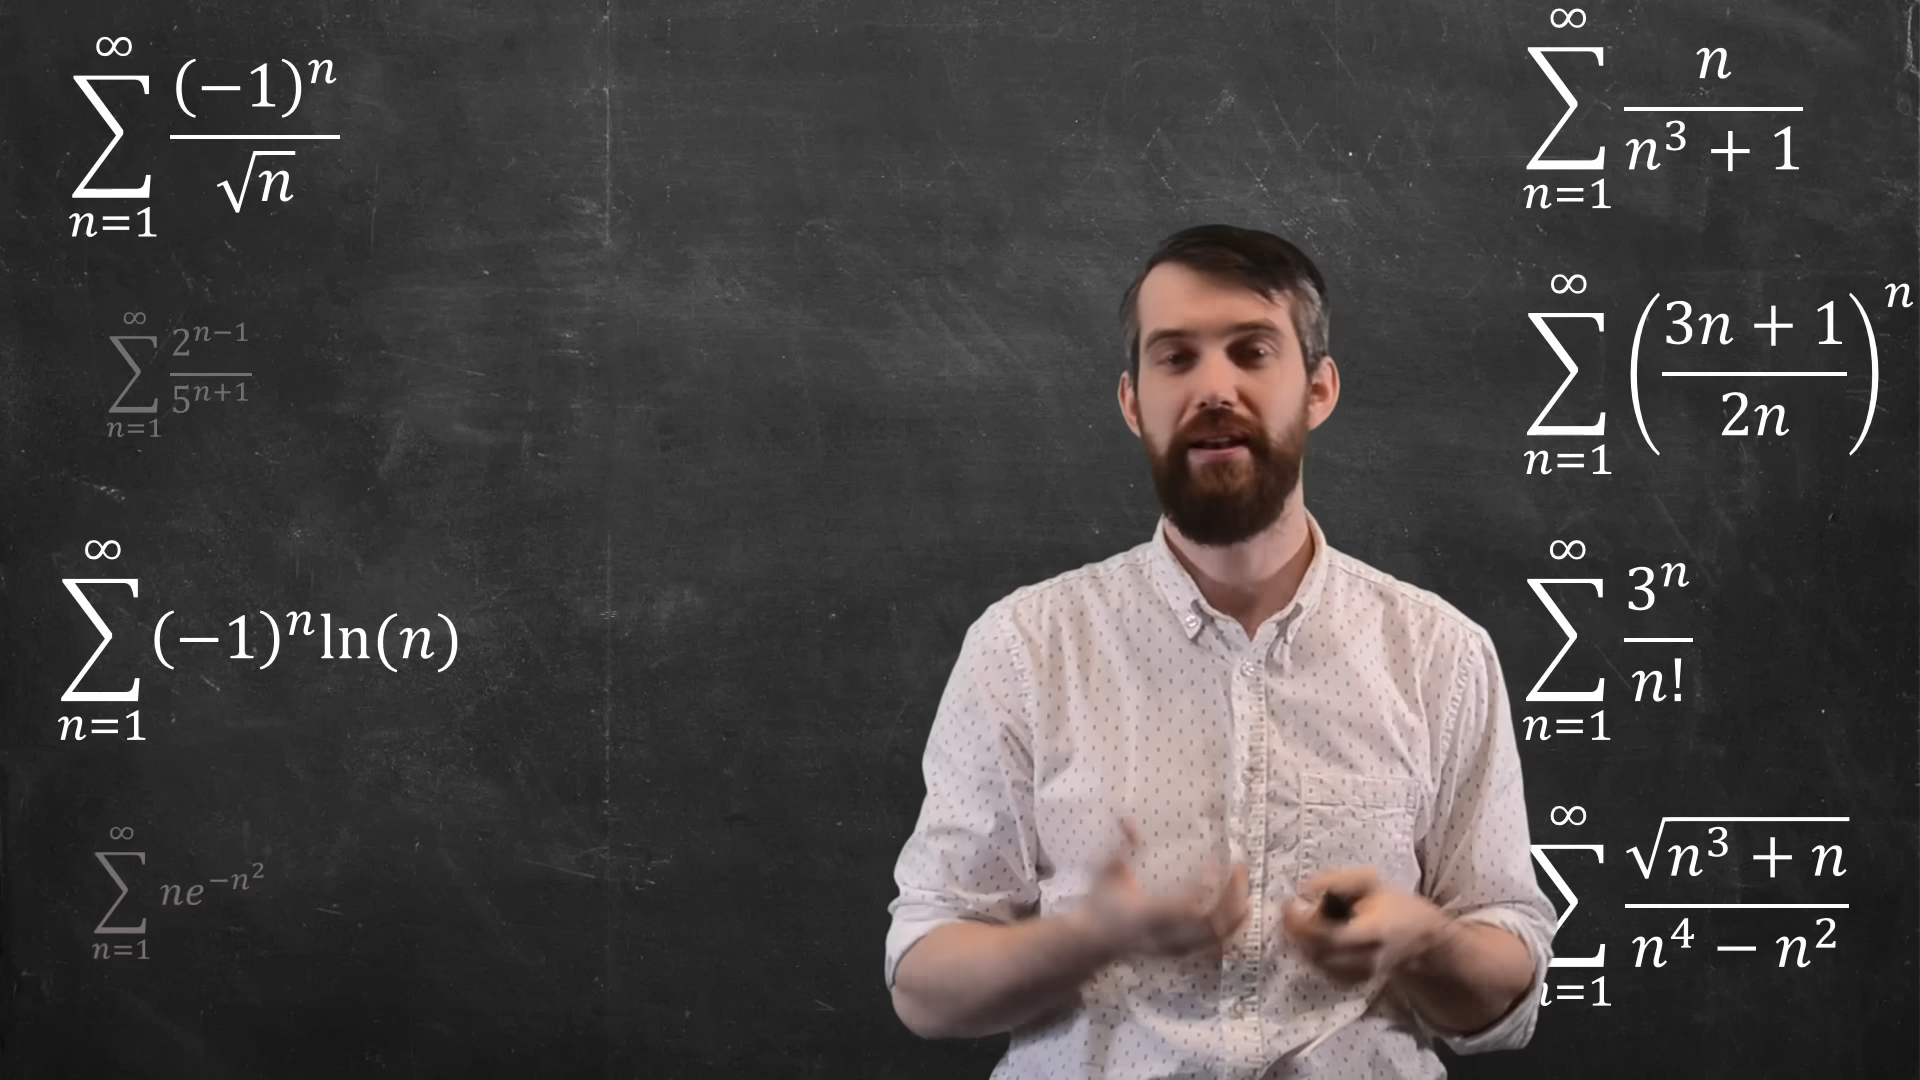 ∑_{n=1}^{∞} (-1)^n / √n
∑_{n=1}^{∞} 2^{n-1} / 5^{n+1}
∑_{n=1}^{∞} (-1)^n ln(n)
∑_{n=1}^{∞} n e^{-n^2}
∑_{n=1}^{∞} n / (n^3 + 1)
∑_{n=1}^{∞} ((3n + 1) / 2n)^n
∑_{n=1}^{∞} 3^n / n!
∑_{n=1}^{∞} √(n^3 + n) / (n^4 − n^2)